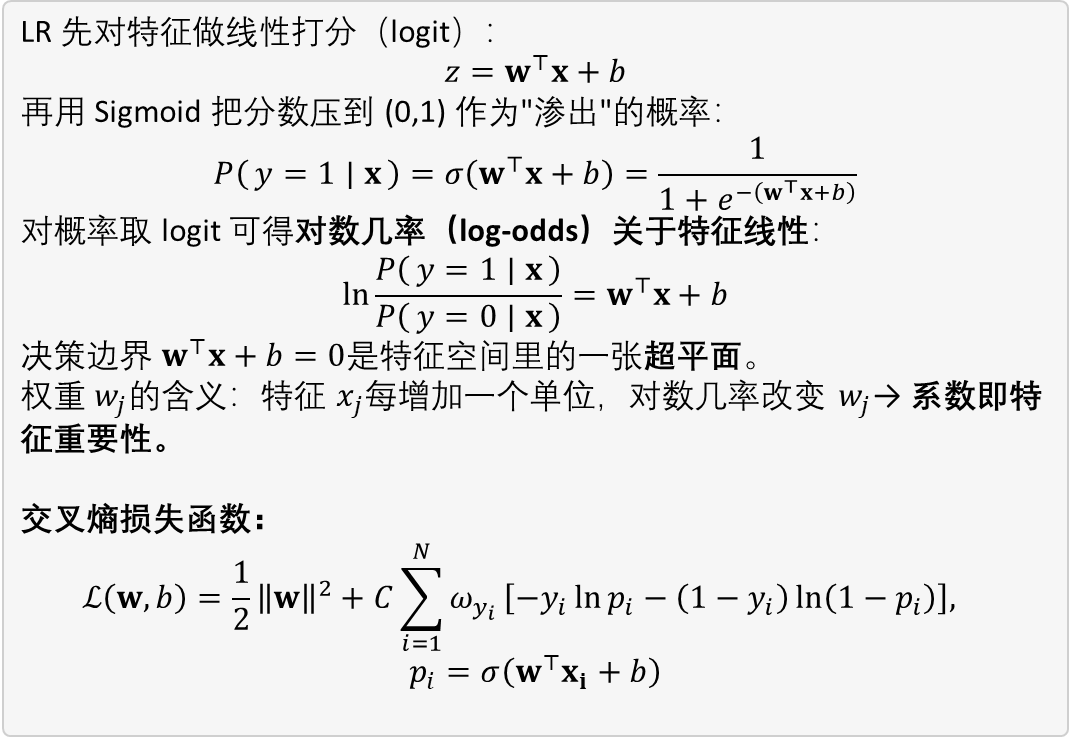 LR 先对特征做线性打分（logit）:
z = w⊤x + b
再用 Sigmoid 把分数压到 (0,1) 作为"渗出"的概率:
P( y = 1 ∣ x ) = σ(w⊤x + b) = 1 / (1 + e^−(w⊤x+b))
对概率取 logit 可得对数几率（log-odds）关于特征线性:
ln P( y = 1 ∣ x ) / P( y = 0 ∣ x ) = w⊤x + b
决策边界 w⊤x + b = 0是特征空间里的一张超平面。
权重 w_j的含义: 特征 x_j每增加一个单位, 对数几率改变 w_j→ 系数即特
征重要性。
交叉熵损失函数:
ℒ(w, b) = 1/2 ‖w‖² + C ∑_{i=1}^{N} ω_{y_i} [−y_i ln p_i − (1 − y_i) ln(1 − p_i)],
p_i = σ(w⊤x_i + b)